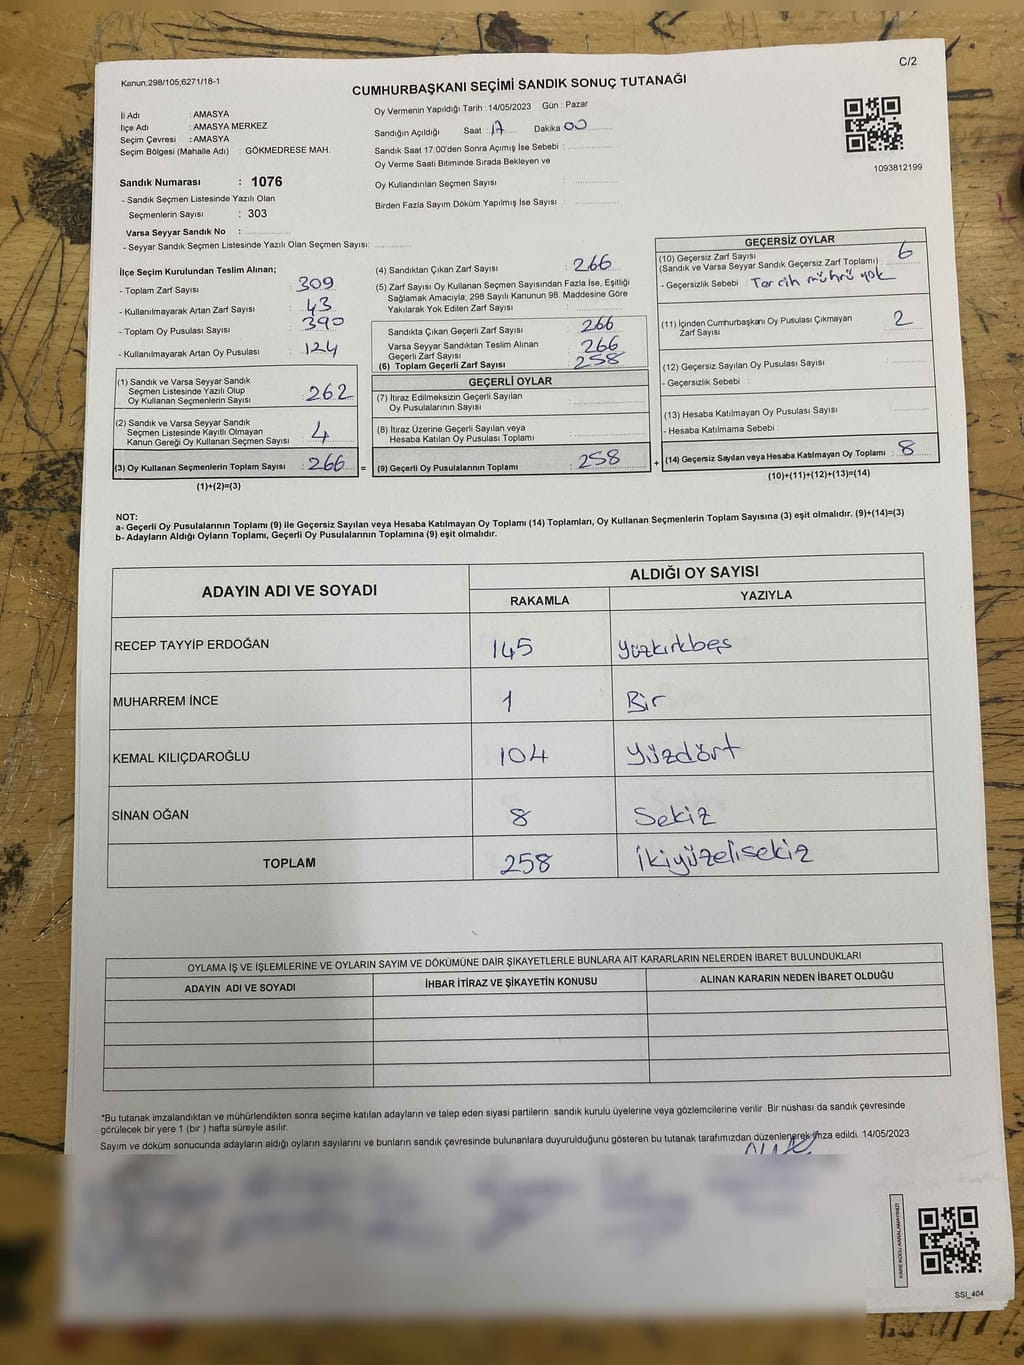 Kanun;298/105;6271/18-1
C/2
CUMHURBAŞKANI SEÇİMİ SANDIK SONUÇ TUTANAĞI
İl Adı : AMASYA
İlçe Adı : AMASYA MERKEZ
Seçim Çevresi : AMASYA
Seçim Bölgesi (Mahalle Adı) : GÖKMEDRESE MAH.
Oy Vermenin Yapıldığı Tarih : 14/05/2023 Gün : Pazar
Sandığın Açıldığı Saat : 17 Dakika 00
Sandık Saat 17:00'den Sonra Açımış İse Sebebi :
Oy Verme Saati Bitiminde Sırada Bekleyen ve
Oy Kullandırılan Seçmen Sayısı :
Birden Fazla Sayım Döküm Yapılmış İse Sayısı :
1093812199
Sandık Numarası : 1076
- Sandık Seçmen Listesinde Yazılı Olan
Seçmenlerin Sayısı : 303
Varsa Seyyar Sandık No :
- Seyyar Sandık Seçmen Listesinde Yazılı Olan Seçmen Sayısı:
İlçe Seçim Kurulundan Teslim Alınan;
- Toplam Zarf Sayısı : 309
- Kullanılmayarak Artan Zarf Sayısı : 43
- Toplam Oy Pusulası Sayısı : 390
- Kullanılmayarak Artan Oy Pusulası : 124
(1) Sandık ve Varsa Seyyar Sandık
Seçmen Listesinde Yazılı Olup
Oy Kullanan Seçmenlerin Sayısı : 262
(2) Sandık ve Varsa Seyyar Sandık
Seçmen Listesinde Kayıtlı Olmayan
Kanun Gereği Oy Kullanan Seçmen Sayısı : 4
(3) Oy Kullanan Seçmenlerin Toplam Sayısı : 266 =
(1)+(2)=(3)
(4) Sandıktan Çıkan Zarf Sayısı : 266
(5) Zarf Sayısı Oy Kullanan Seçmen Sayısından Fazla İse, Eşitliği
Sağlamak Amacıyla; 298 Sayılı Kanunun 98. Maddesine Göre
Yakılarak Yok Edilen Zarf Sayısı :
Sandıkta Çıkan Geçerli Zarf Sayısı : 266
Varsa Seyyar Sandıktan Teslim Alınan
Geçerli Zarf Sayısı : 266
(6) Toplam Geçerli Zarf Sayısı : 258
GEÇERLİ OYLAR
(7) İtiraz Edilmeksizin Geçerli Sayılan
Oy Pusulalarının Sayısı :
(8) İtiraz Üzerine Geçerli Sayılan veya
Hesaba Katılan Oy Pusulası Toplamı :
(9) Geçerli Oy Pusulalarının Toplamı : 258 +
GEÇERSİZ OYLAR
(10) Geçersiz Zarf Sayısı
(Sandık ve Varsa Seyyar Sandık Geçersiz Zarf Toplamı) : 6
- Geçersizlik Sebebi : Tercih mührü yok
(11) İçinden Cumhurbaşkanı Oy Pusulası Çıkmayan
Zarf Sayısı : 2
(12) Geçersiz Sayılan Oy Pusulası Sayısı :
- Geçersizlik Sebebi :
(13) Hesaba Katılmayan Oy Pusulası Sayısı :
- Hesaba Katılmama Sebebi :
(14) Geçersiz Sayılan veya Hesaba Katılmayan Oy Toplamı : 8
(10)+(11)+(12)+(13)=(14)
NOT:
a- Geçerli Oy Pusulalarının Toplamı (9) ile Geçersiz Sayılan veya Hesaba Katılmayan Oy Toplamı (14) Toplamları, Oy Kullanan Seçmenlerin Toplam Sayısına (3) eşit olmalıdır. (9)+(14)=(3)
b- Adayların Aldığı Oyların Toplamı, Geçerli Oy Pusulalarının Toplamına (9) eşit olmalıdır.
ADAYIN ADI VE SOYADI
ALDIĞI OY SAYISI
RAKAMLA YAZIYLA
RECEP TAYYİP ERDOĞAN 145 yüzkırkbeş
MUHARREM İNCE 1 Bir
KEMAL KILIÇDAROĞLU 104 Yüzdört
SİNAN OĞAN 8 Sekiz
TOPLAM 258 İkiyüzelisekiz
OYLAMA İŞ VE İŞLEMLERİNE VE OYLARIN SAYIM VE DÖKÜMÜNE DAİR ŞİKAYETLERLE BUNLARA AİT KARARLARIN NELERDEN İBARET BULUNDUKLARI
ADAYIN ADI VE SOYADI İHBAR İTİRAZ VE ŞİKAYETİN KONUSU ALINAN KARARIN NEDEN İBARET OLDUĞU
*Bu tutanak imzalandıktan ve mühürlendikten sonra seçime katılan adayların ve talep eden siyasi partilerin sandık kurulu üyelerine veya gözlemcilerine verilir. Bir nüshası da sandık çevresinde
görülecek bir yere 1 (bir ) hafta süreyle asılır.
Sayım ve döküm sonucunda adayların aldığı oyların sayılarını ve bunların sandık çevresinde bulunanlara duyurulduğunu gösteren bu tutanak tarafımızdan düzenlenerek imza edildi. 14/05/2023
KARE KODU KARALAMAYINIZ!
SSI_404